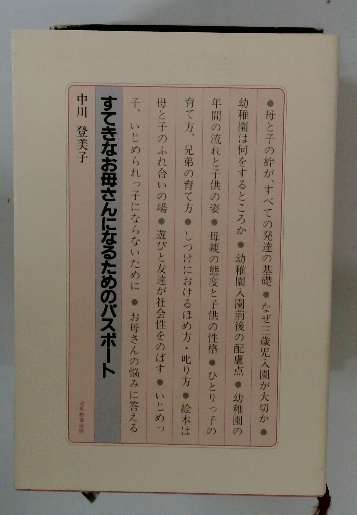 ●母と子の絆が、すべての発達の基礎●なぜ三歳児入園が大切か●
幼稚園は何をするところか●幼稚園入園前後の配慮点●幼稚園の
年間の流れと子供の姿●母親の態度と子供の性格●ひとりっ子の
育て方、兄弟の育て方●しつけにおけるほめ方・叱り方●絵本は
母と子のふれ合いの場●遊びと友達が社会性をのばす●いじめっ
子、いじめられっ子にならないために●お母さんの悩みに答える
すてきなお母さんになるためのパスポート
中川 登美子